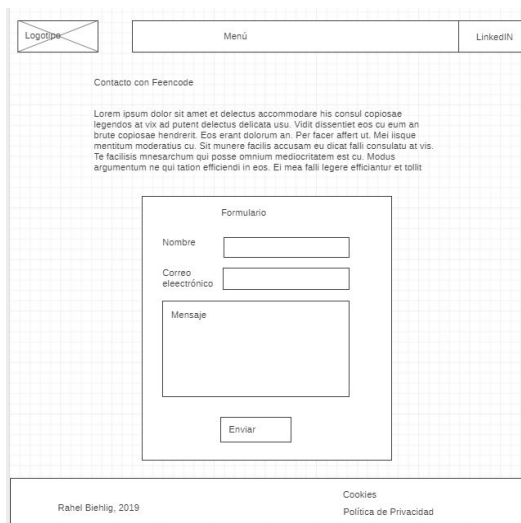 Logotipo
Menú
LinkedIN
Contacto con Feencode
Lorem ipsum dolor sit amet et delectus accommodare his consul copiosae
legendos at vix ad putent delectus delicata usu. Vidit dissentiet eos cu eum an
brute copiosae hendrerit. Eos erant dolorum an. Per facer affert ut. Mei iisque
mentitum moderatius cu. Sit munere facilis accusam eu dicat falli consulatu at vis.
Te facilisis mnesarchum qui posse omnium mediocritatem est cu. Modus
argumentum ne qui tation efficiendi in eos. Ei mea falli legere efficiantur et tollit
Formulario
Nombre
Correo
eleectrónico
Mensaje
Enviar
Cookies
Rahel Biehlig, 2019
Política de Privacidad